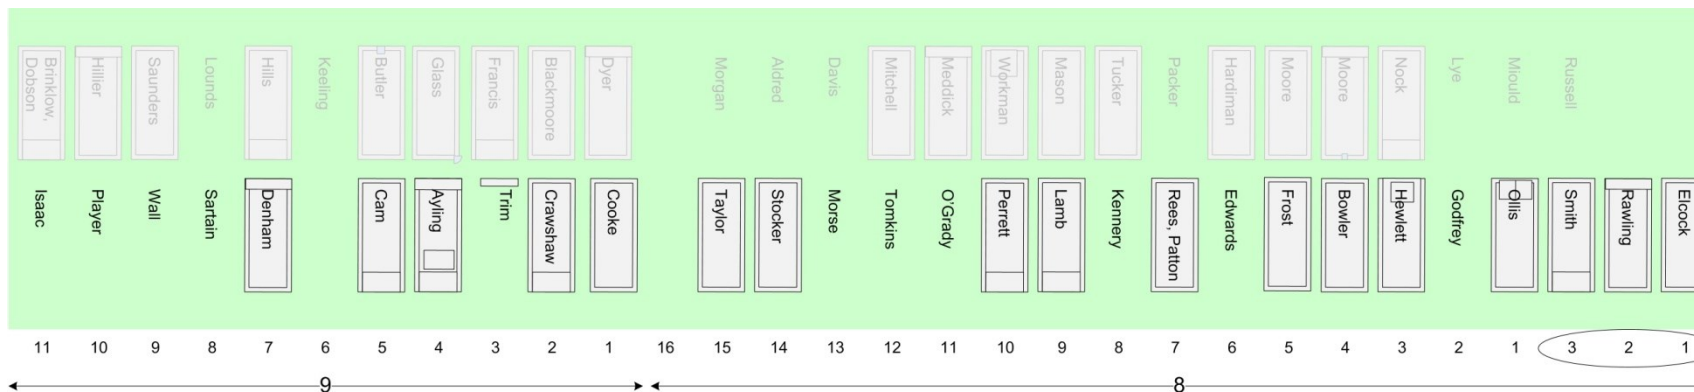 Brinklow,
Dobson
Hillier
Saunders
Lounds
Hills
Keeling
Butler
Glass
Francis
Blackmoore
Dyer
Morgan
Aldred
Davis
Mitchell
Meddick
Workman
Mason
Tucker
Packer
Hardiman
Moore
Moore
Nock
Lye
Miould
Russell
Isaac
Player
Wall
Sartain
Denham
Cam
Ayling
Trim
Crawshaw
Cooke
Taylor
Stocker
Morse
Tomkins
O'Grady
Perrett
Lamb
Kennery
Rees, Patton
Edwards
Frost
Bowler
Hewlett
Godfrey
Ollis
Smith
Rawling
Elcock
11 10 9 8 7 6 5 4 3 2 1 16 15 14 13 12 11 10 9 8 7 6 5 4 3 2 1 3 2 1
9 8